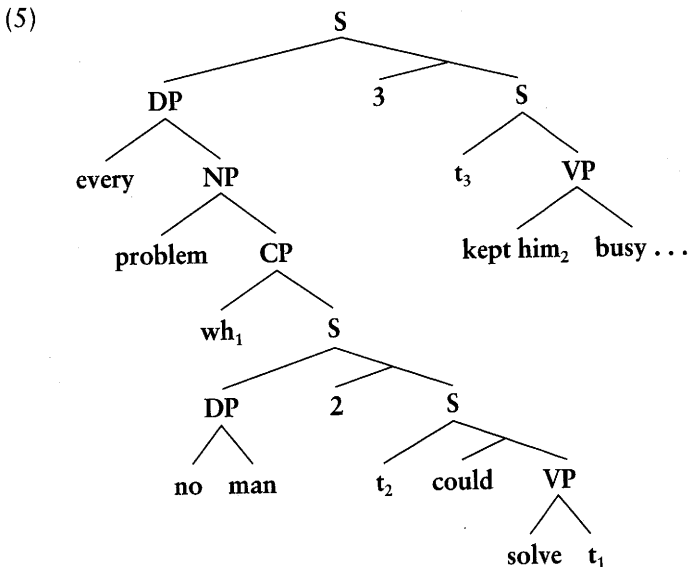 (5)
S
DP 3 S
every NP t₃ VP
problem CP kept him₂ busy . . .
wh₁ S
DP 2 S
no man t₂ could VP
solve t₁